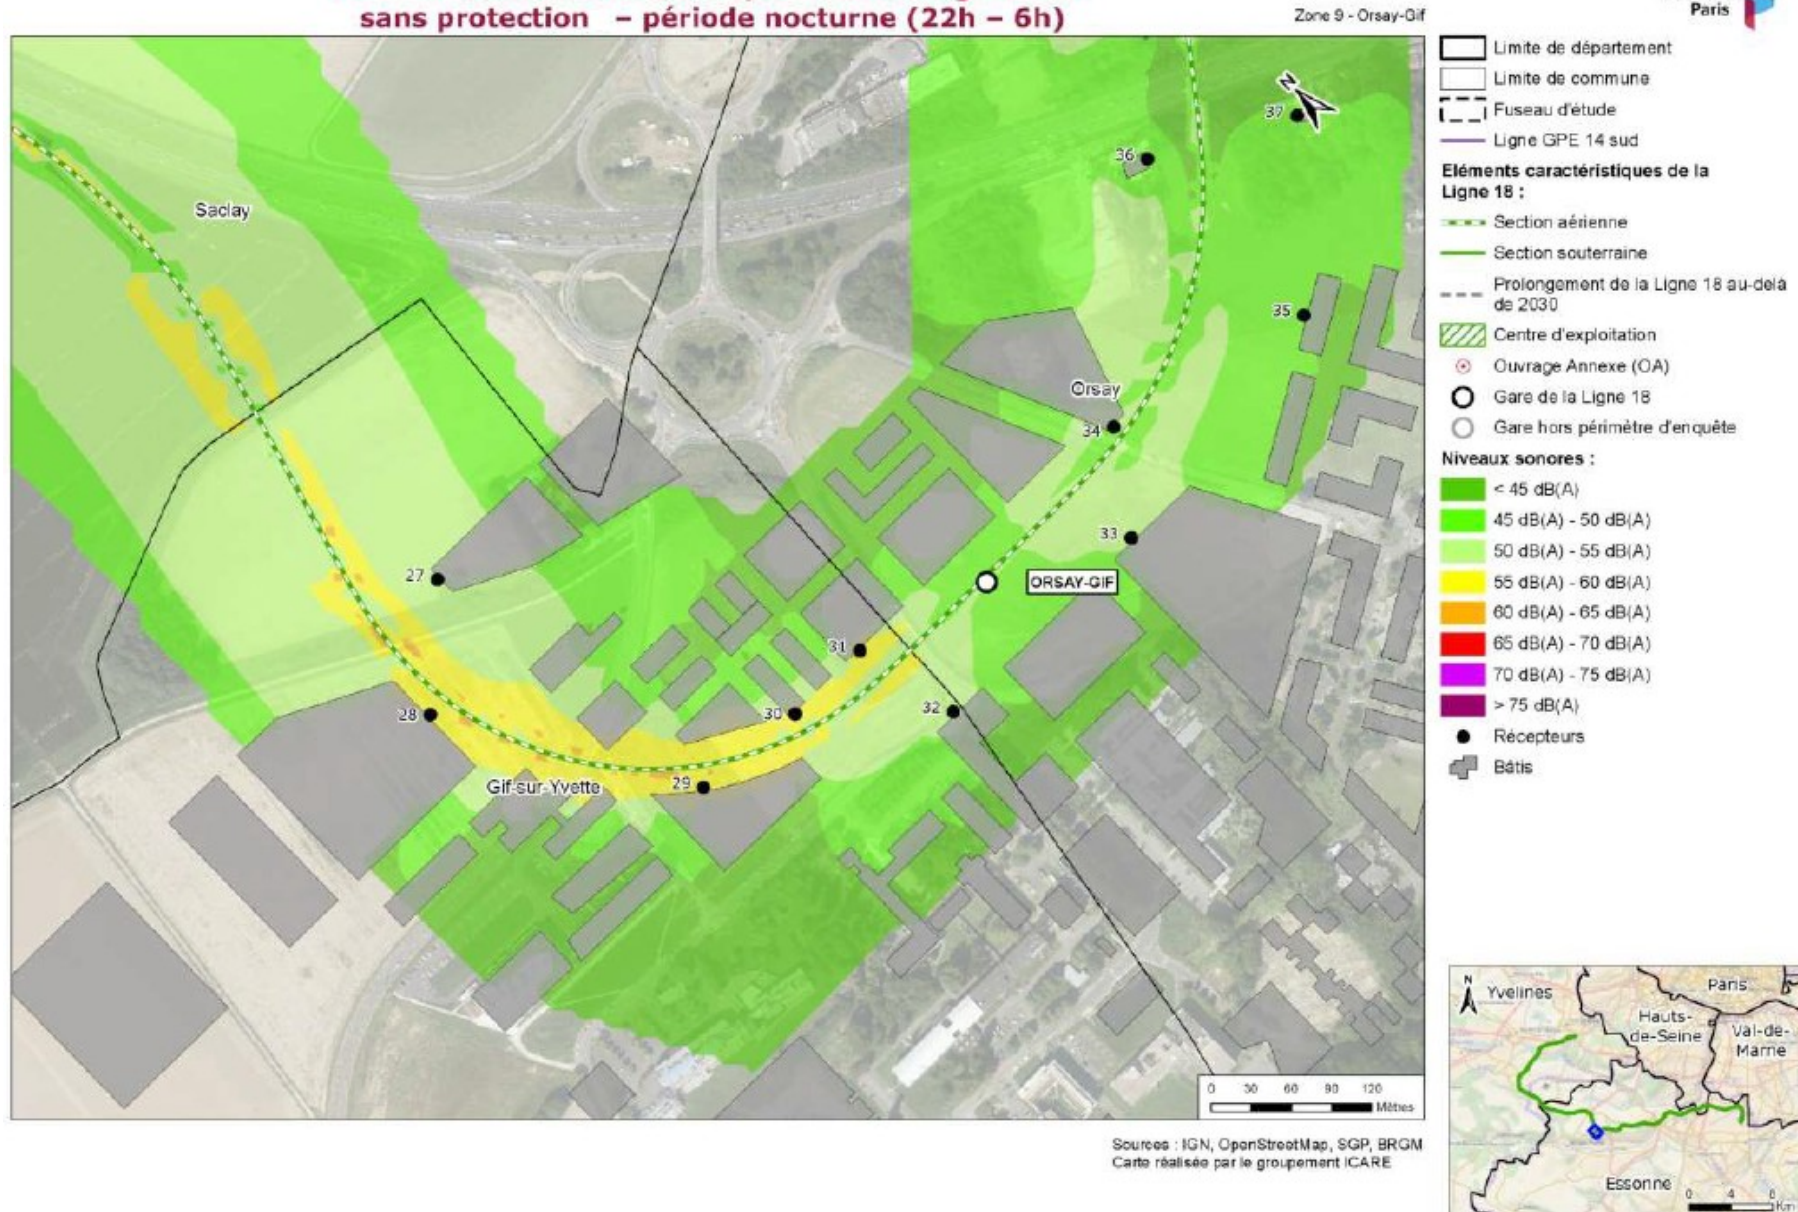 sans protection – période nocturne (22h – 6h)
Zone 9 - Orsay-Gif
Paris
Saclay
N
37
36
35
Orsay
34
33
27
ORSAY-GIF
31
30
32
28
29
Gif-sur-Yvette
0 30 60 90 120
Mètres
Limite de département
Limite de commune
Fuseau d'étude
Ligne GPE 14 sud
Eléments caractéristiques de la
Ligne 18 :
Section aérienne
Section souterraine
Prolongement de la Ligne 18 au-delà
de 2030
Centre d'exploitation
Ouvrage Annexe (OA)
Gare de la Ligne 18
Gare hors périmètre d'enquête
Niveaux sonores :
< 45 dB(A)
45 dB(A) - 50 dB(A)
50 dB(A) - 55 dB(A)
55 dB(A) - 60 dB(A)
60 dB(A) - 65 dB(A)
65 dB(A) - 70 dB(A)
70 dB(A) - 75 dB(A)
> 75 dB(A)
Récepteurs
Bâtis
Sources : IGN, OpenStreetMap, SGP, BRGM
Carte réalisée par le groupement ICARE
N
Yvelines
Paris
Hauts-
de-Seine
Val-de-
Marne
Essonne
0 4 8
Km